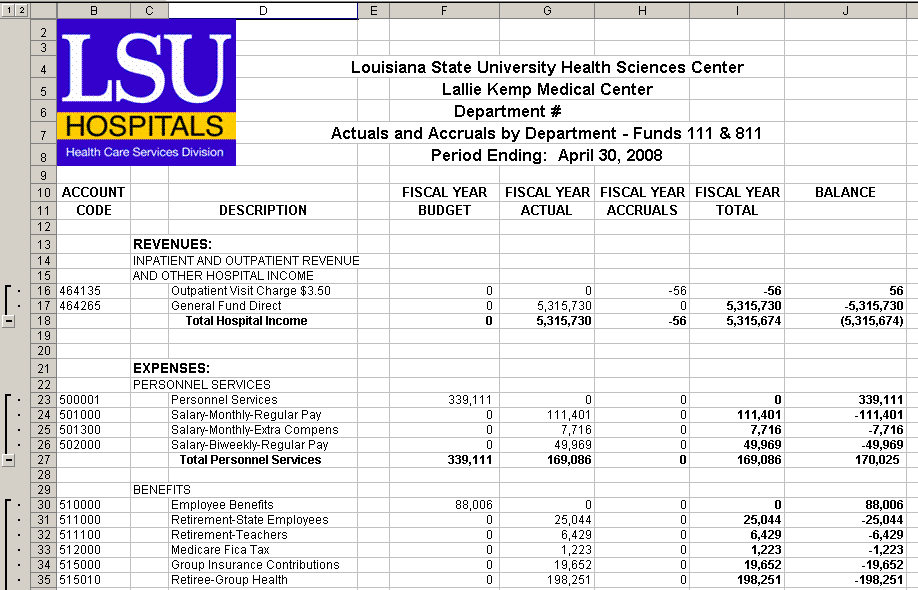 1 2 B C D E F G H I J
2 LSU
3
4 Louisiana State University Health Sciences Center
5 Lallie Kemp Medical Center
6 HOSPITALS Department #
7 Actuals and Accruals by Department - Funds 111 & 811
8 Health Care Services Division Period Ending: April 30, 2008
9
10 ACCOUNT FISCAL YEAR FISCAL YEAR FISCAL YEAR FISCAL YEAR BALANCE
11 CODE DESCRIPTION BUDGET ACTUAL ACCRUALS TOTAL
12
13 REVENUES:
14 INPATIENT AND OUTPATIENT REVENUE
15 AND OTHER HOSPITAL INCOME
16 464135 Outpatient Visit Charge $3.50 0 0 -56 -56 56
17 464265 General Fund Direct 0 5,315,730 0 5,315,730 -5,315,730
18 Total Hospital Income 0 5,315,730 -56 5,315,674 (5,315,674)
19
20
21 EXPENSES:
22 PERSONNEL SERVICES
23 500001 Personnel Services 339,111 0 0 0 339,111
24 501000 Salary-Monthly-Regular Pay 0 111,401 0 111,401 -111,401
25 501300 Salary-Monthly-Extra Compens 0 7,716 0 7,716 -7,716
26 502000 Salary-Biweekly-Regular Pay 0 49,969 0 49,969 -49,969
27 Total Personnel Services 339,111 169,086 0 169,086 170,025
28
29 BENEFITS
30 510000 Employee Benefits 88,006 0 0 0 88,006
31 511000 Retirement-State Employees 0 25,044 0 25,044 -25,044
32 511100 Retirement-Teachers 0 6,429 0 6,429 -6,429
33 512000 Medicare Fica Tax 0 1,223 0 1,223 -1,223
34 515000 Group Insurance Contributions 0 19,652 0 19,652 -19,652
35 515010 Retiree-Group Health 0 198,251 0 198,251 -198,251